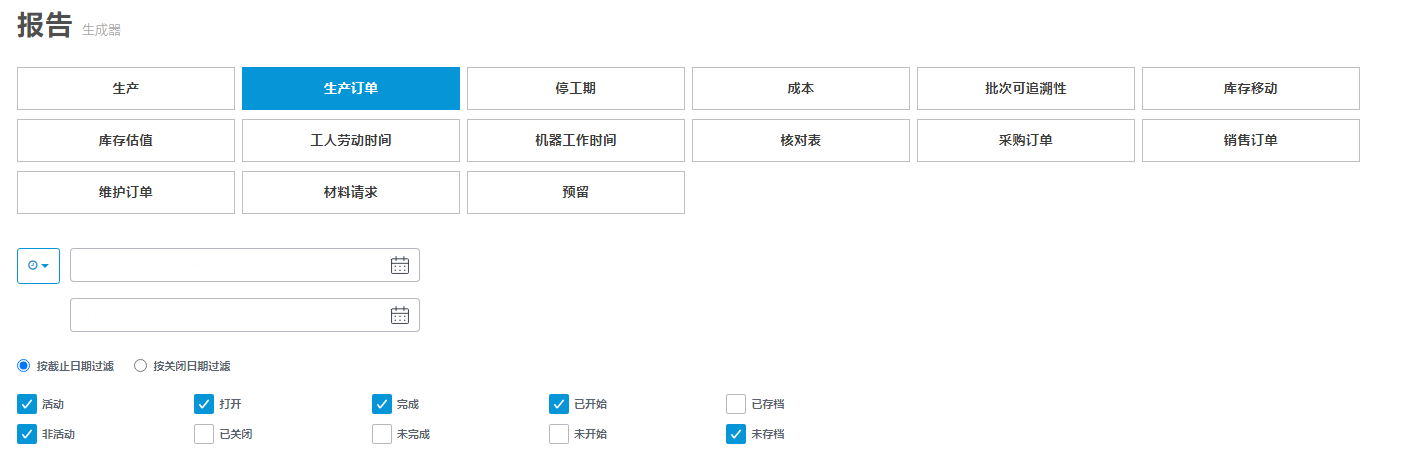 报告 生成器
生产 生产订单 停工期 成本 批次可追溯性 库存移动
库存估值 工人劳动时间 机器工作时间 核对表 采购订单 销售订单
维护订单 材料请求 预留
按截止日期过滤 按关闭日期过滤
活动 打开 完成 已开始 已存档
非活动 已关闭 未完成 未开始 未存档